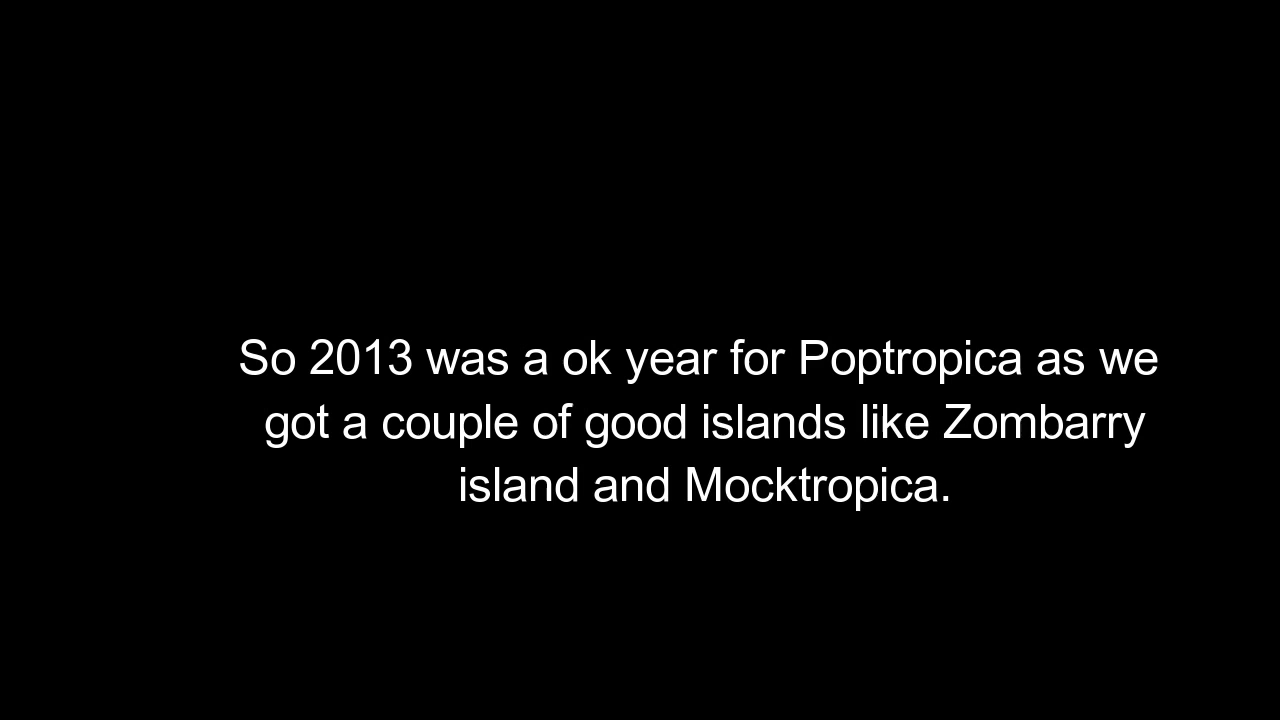 So 2013 was a ok year for Poptropica as we
got a couple of good islands like Zombarry
island and Mocktropica.